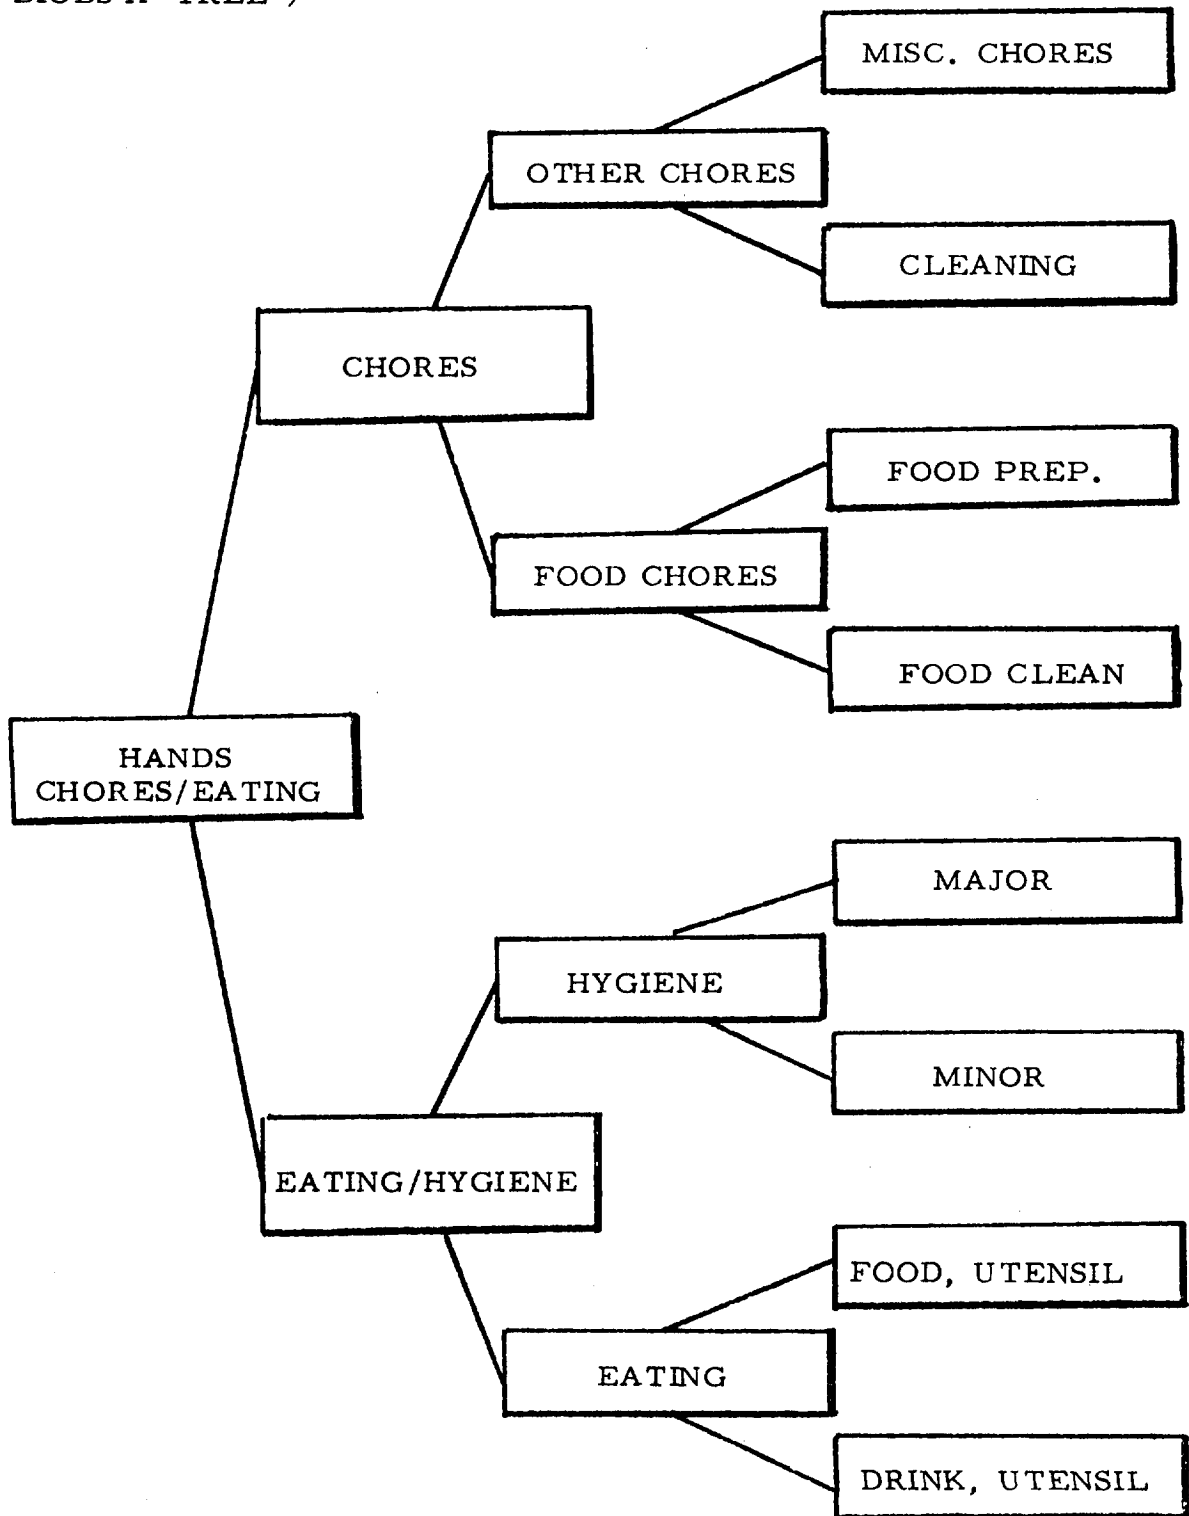 TREE
MISC. CHORES
OTHER CHORES
CLEANING
CHORES
FOOD PREP.
FOOD CHORES
FOOD CLEAN
HANDS
CHORES/EATING
MAJOR
HYGIENE
MINOR
EATING/HYGIENE
FOOD, UTENSIL
EATING
DRINK, UTENSIL